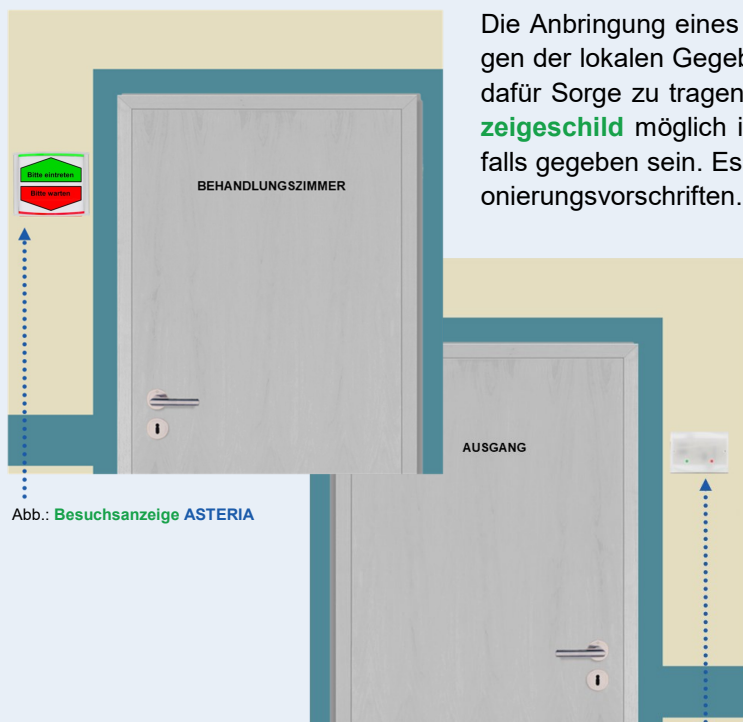 Die Anbringung eines
gen der lokalen Gegeb
dafür Sorge zu tragen
zeigeschild möglich i
falls gegeben sein. Es
onierungsvorschriften.
Bitte eintreten
Bitte warten
BEHANDLUNGSZIMMER
AUSGANG
Abb.: Besuchsanzeige ASTERIA